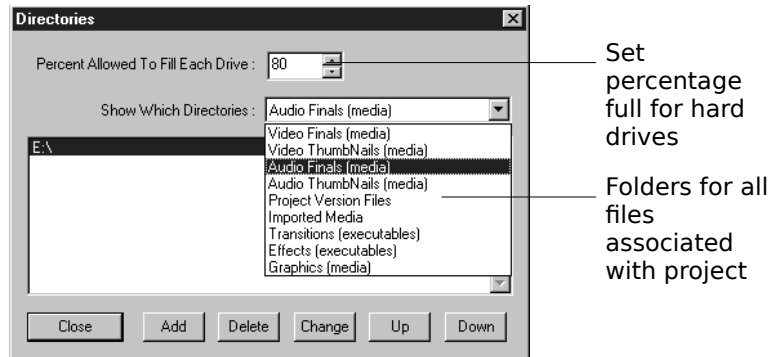 Directories
Percent Allowed To Fill Each Drive : 80
Show Which Directories : Audio Finals (media)
E:\
Video Finals (media)
Video ThumbNails (media)
Audio Finals (media)
Audio ThumbNails (media)
Project Version Files
Imported Media
Transitions (executables)
Effects (executables)
Graphics (media)
Close Add Delete Change Up Down
Set
percentage
full for hard
drives
Folders for all
files
associated
with project